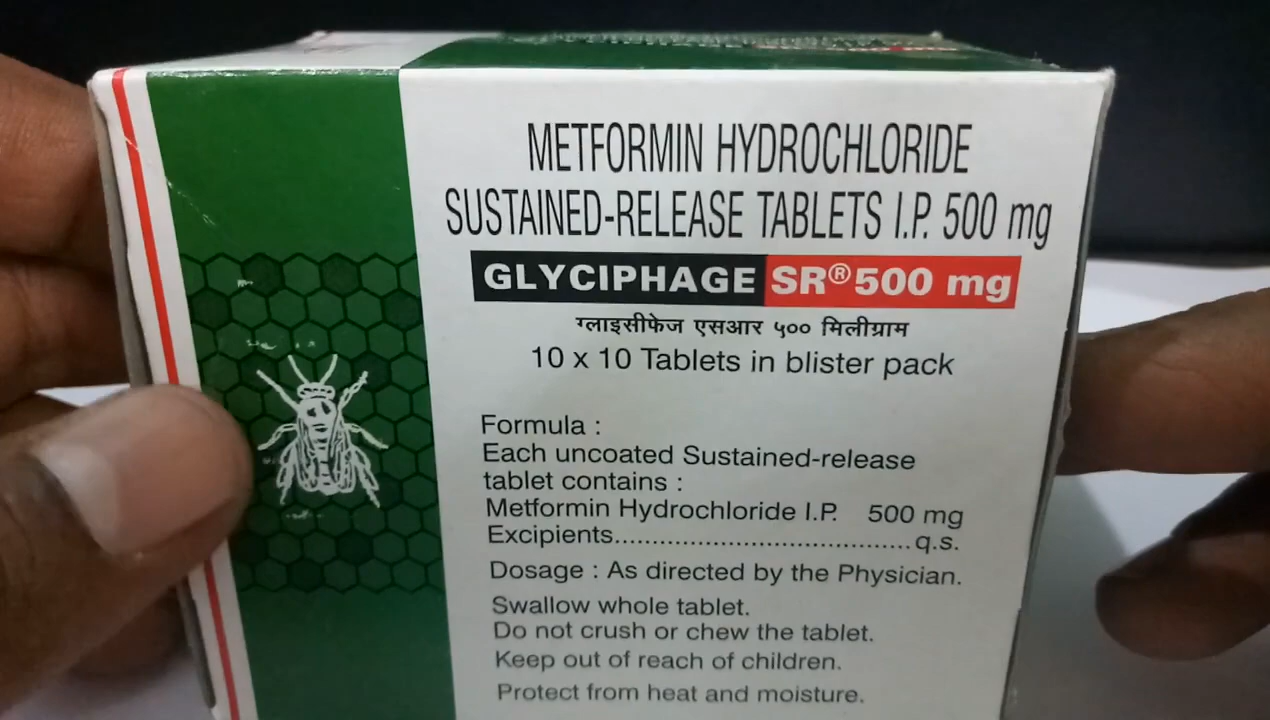 METFORMIN HYDROCHLORIDE
SUSTAINED-RELEASE TABLETS I.P. 500 mg
GLYCIPHAGE SR® 500 mg
ग्लाइसीफेज एसआर ५०० मिलीग्राम
10 x 10 Tablets in blister pack
Formula :
Each uncoated Sustained-release
tablet contains :
Metformin Hydrochloride I.P. 500 mg
Excipients.......................................q.s.
Dosage : As directed by the Physician.
Swallow whole tablet.
Do not crush or chew the tablet.
Keep out of reach of children.
Protect from heat and moisture.